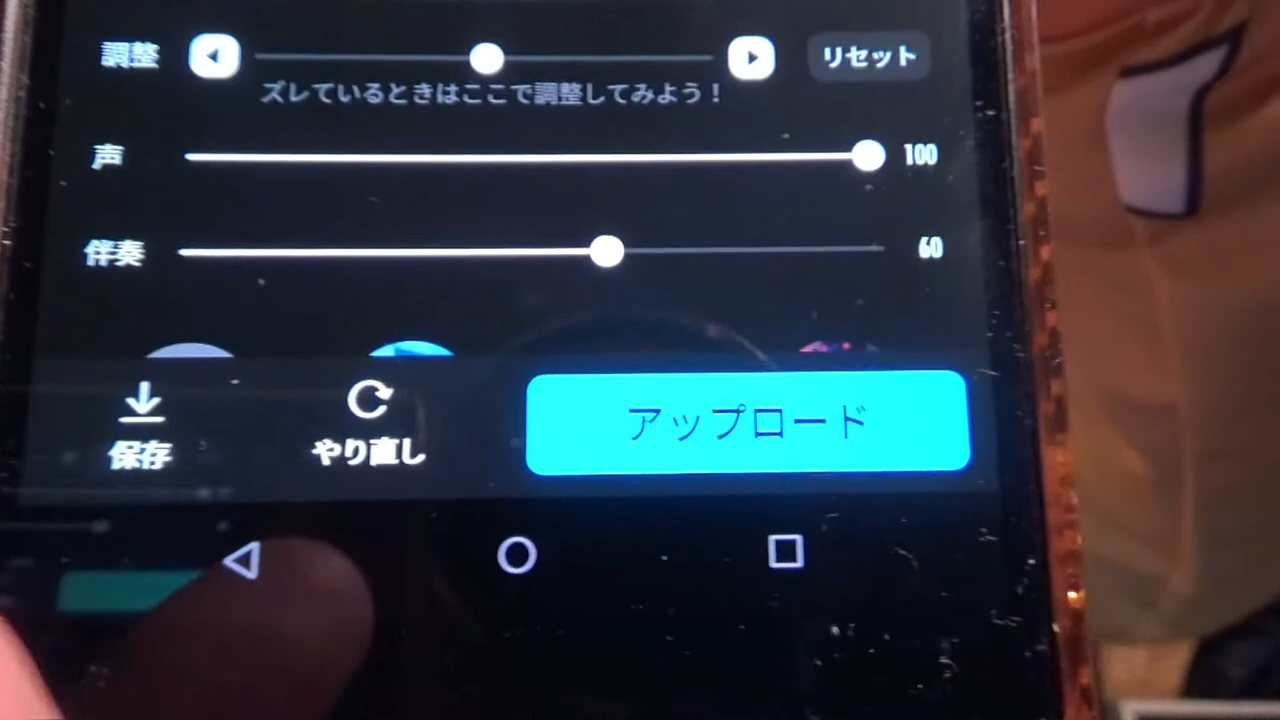 調整
リセット
ズレているときはここで調整してみよう！
声
100
伴奏
60
保存
やり直し
アップロード